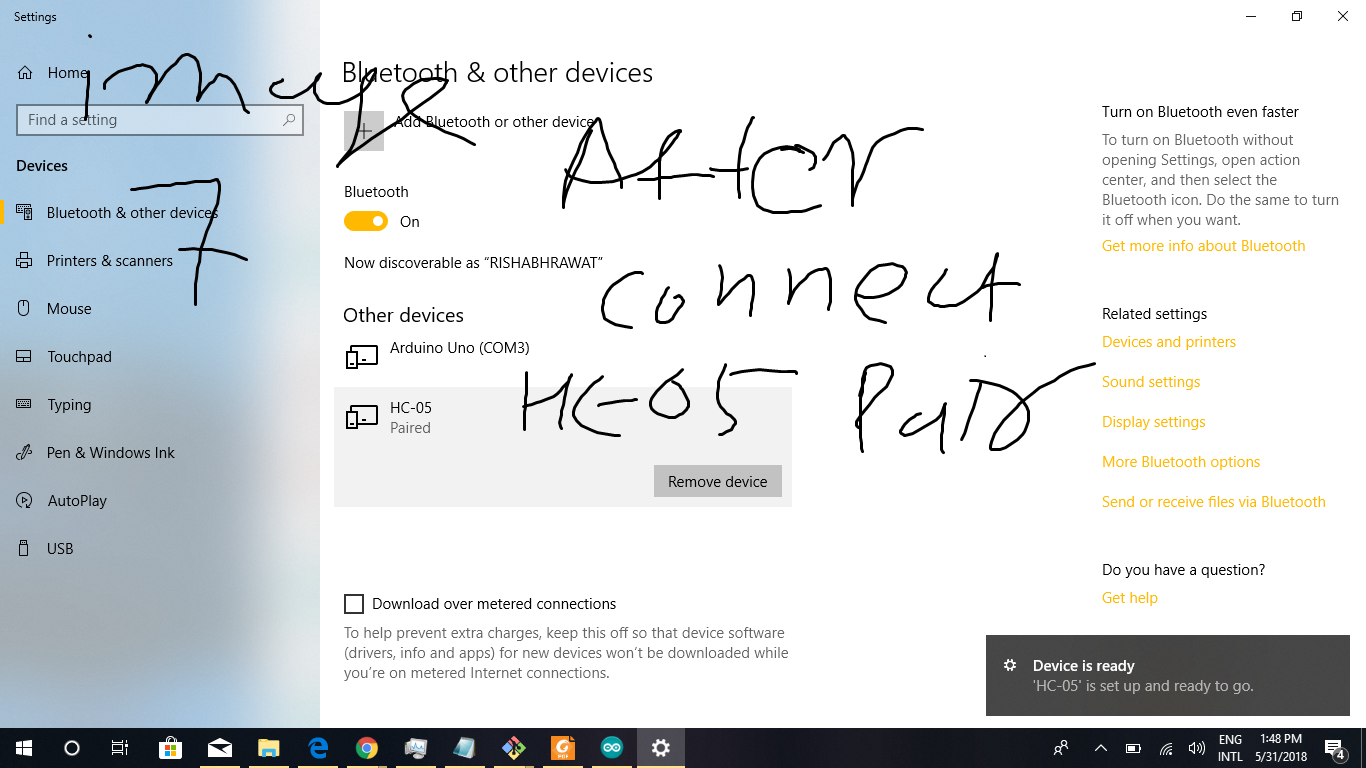 Settings
Home
Find a setting
Devices
Bluetooth & other devices
Printers & scanners
Mouse
Touchpad
Typing
Pen & Windows Ink
AutoPlay
USB
image
7
Bluetooth & other devices
Add Bluetooth or other device
Bluetooth
On
Now discoverable as “RISHABHRAWAT”
Other devices
Arduino Uno (COM3)
HC-05
Paired
Remove device
After
connect
HC-05 Pair
Download over metered connections
To help prevent extra charges, keep this off so that device software
(drivers, info and apps) for new devices won’t be downloaded while
you’re on metered Internet connections.
Turn on Bluetooth even faster
To turn on Bluetooth without
opening Settings, open action
center, and then select the
Bluetooth icon. Do the same to turn
it off when you want.
Get more info about Bluetooth
Related settings
Devices and printers
Sound settings
Display settings
More Bluetooth options
Send or receive files via Bluetooth
Do you have a question?
Get help
Device is ready
'HC-05' is set up and ready to go.
PDF
ENG
INTL
1:48 PM
5/31/2018
4